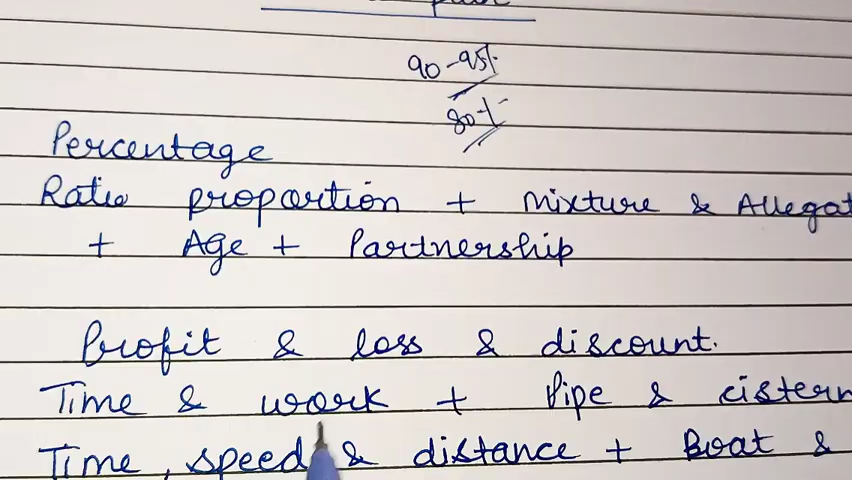 90-95%
80%
Percentage
Ratio proportion + mixture & Allegat
+ Age + Partnership
Profit & loss & discount.
Time & work + Pipe & cistern
Time, speed & distance + Boat &